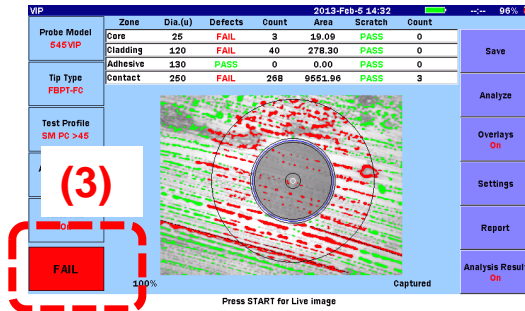 VIP 2013-Feb-5 14:32 --:-- 96%
Probe Model
545VIP
Tip Type
FBPT-FC
Test Profile
SM PC >45
(3)
FAIL
Zone Dia.(u) Defects Count Area Scratch Count
Core 25 FAIL 3 19.09 PASS 0
Cladding 120 FAIL 40 278.30 PASS 0
Adhesive 130 PASS 0 0.00 PASS 0
Contact 250 FAIL 268 9551.96 PASS 3
100% Captured
Press START for Live image
Save
Analyze
Overlays
On
Settings
Report
Analysis Resul
On